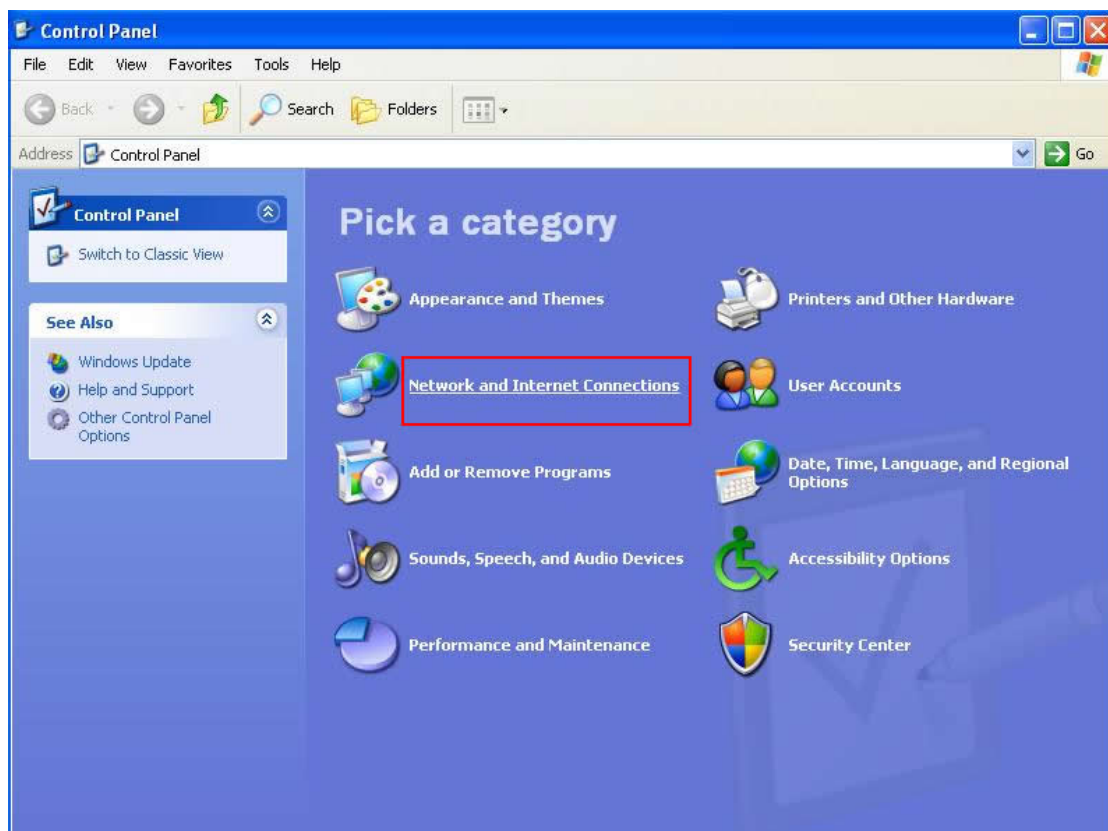 Control Panel
File Edit View Favorites Tools Help
Back Search Folders
Address Control Panel Go
Control Panel
Switch to Classic View
See Also
Windows Update
Help and Support
Other Control Panel
Options
Pick a category
Appearance and Themes
Printers and Other Hardware
Network and Internet Connections
User Accounts
Add or Remove Programs
Date, Time, Language, and Regional
Options
Sounds, Speech, and Audio Devices
Accessibility Options
Performance and Maintenance
Security Center